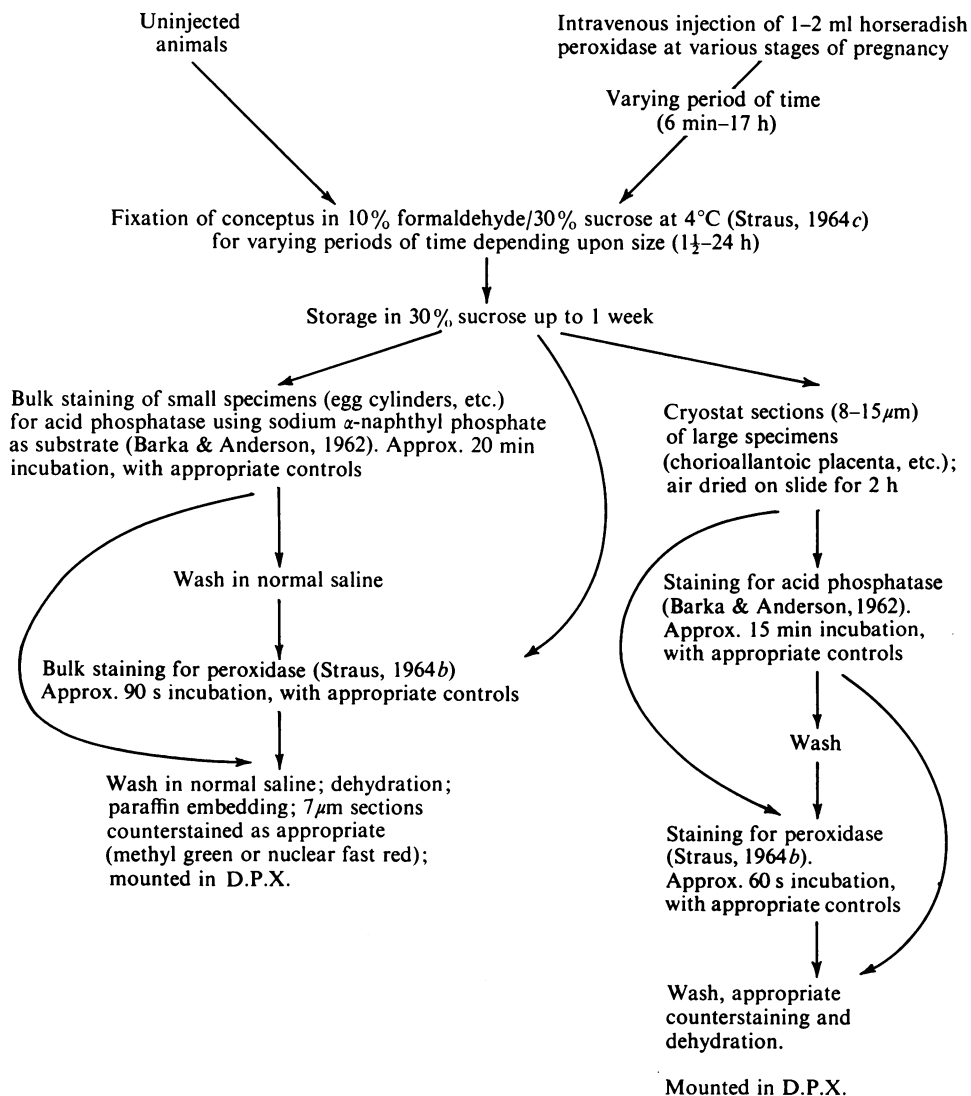 Uninjected
animals
Intravenous injection of 1–2 ml horseradish
peroxidase at various stages of pregnancy
Varying period of time
(6 min–17 h)
Fixation of conceptus in 10% formaldehyde/30% sucrose at 4°C (Straus, 1964c)
for varying periods of time depending upon size (1½–24 h)
Storage in 30% sucrose up to 1 week
Bulk staining of small specimens (egg cylinders, etc.)
for acid phosphatase using sodium α-naphthyl phosphate
as substrate (Barka & Anderson, 1962). Approx. 20 min
incubation, with appropriate controls
Wash in normal saline
Bulk staining for peroxidase (Straus, 1964b)
Approx. 90 s incubation, with appropriate controls
Wash in normal saline; dehydration;
paraffin embedding; 7μm sections
counterstained as appropriate
(methyl green or nuclear fast red);
mounted in D.P.X.
Cryostat sections (8–15μm)
of large specimens
(chorioallantoic placenta, etc.);
air dried on slide for 2 h
Staining for acid phosphatase
(Barka & Anderson, 1962).
Approx. 15 min incubation,
with appropriate controls
Wash
Staining for peroxidase
(Straus, 1964b).
Approx. 60 s incubation,
with appropriate controls
Wash, appropriate
counterstaining and
dehydration.
Mounted in D.P.X.